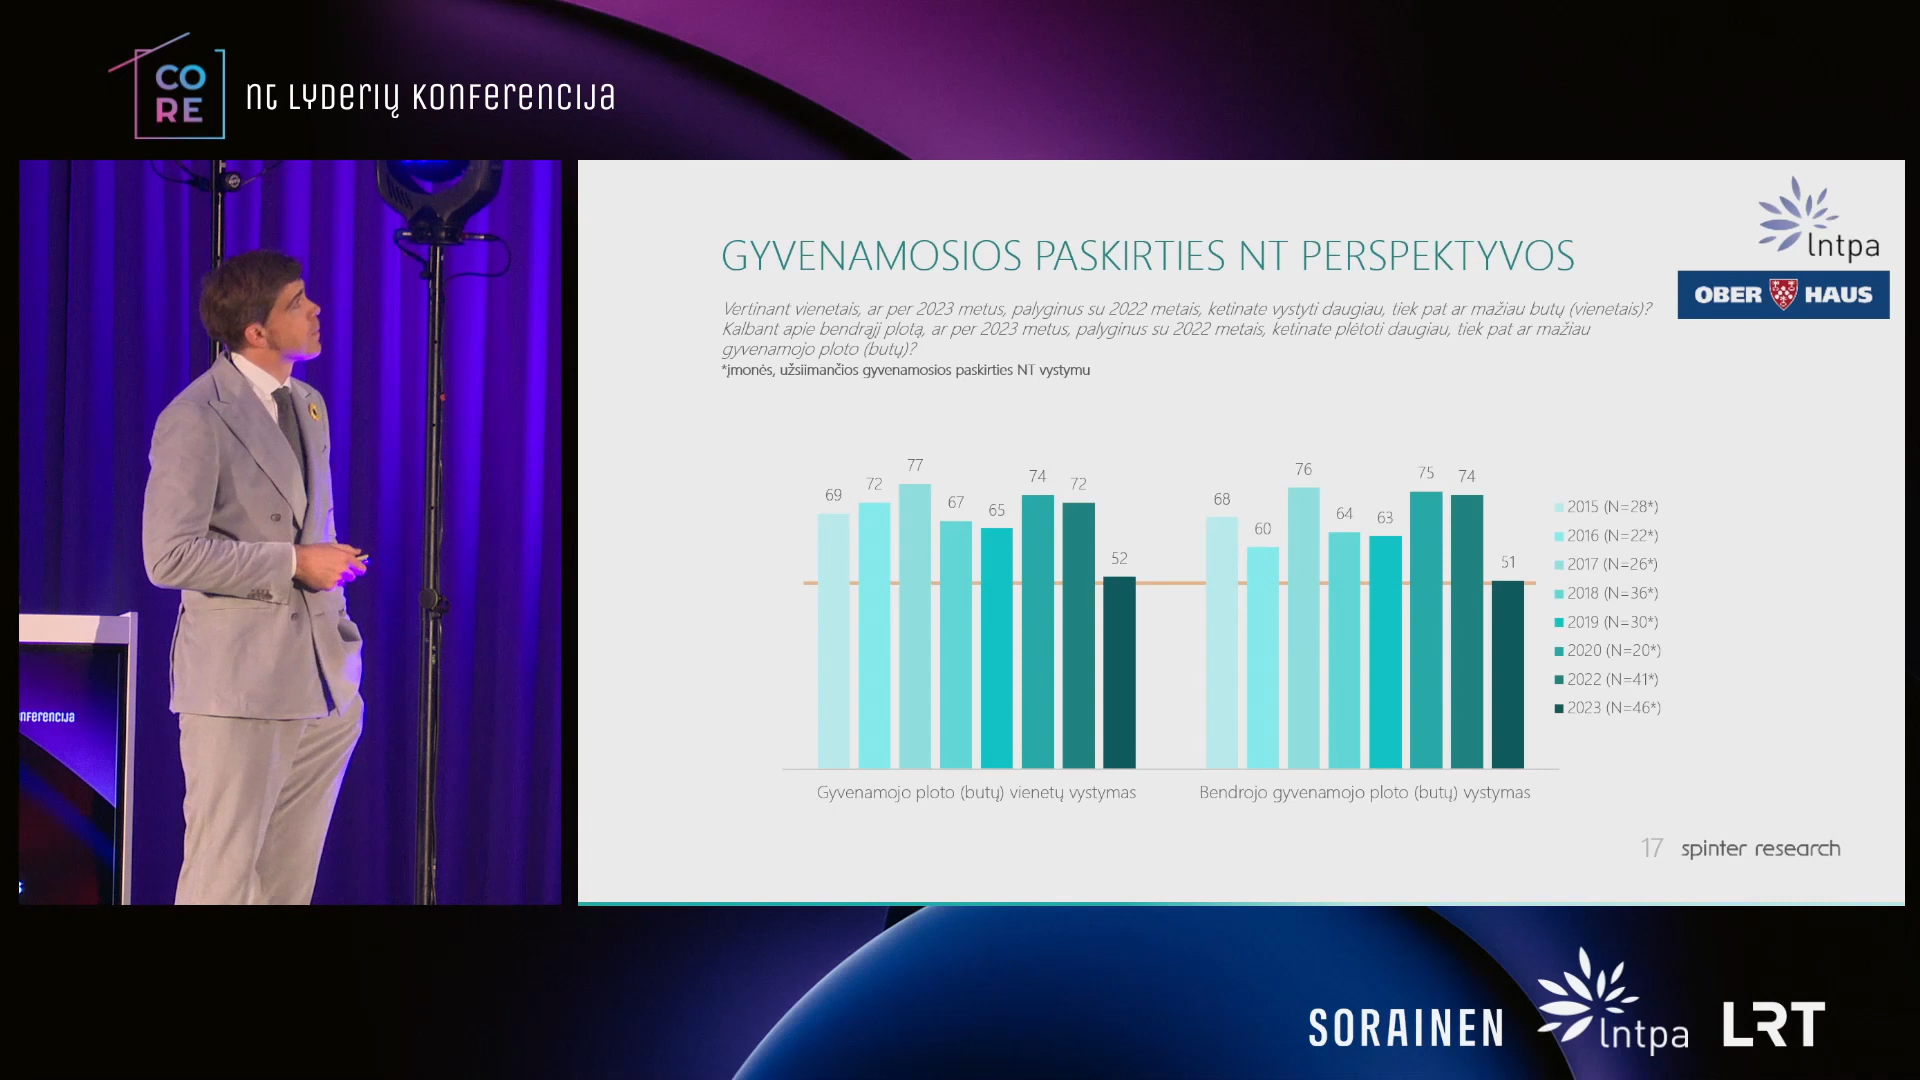 CO
RE
nt Lyderių Konferencija
nferencija
GYVENAMOSIOS PASKIRTIES NT PERSPEKTYVOS
lntpa
OBER HAUS
Vertinant vienetais, ar per 2023 metus, palyginus su 2022 metais, ketinate vystyti daugiau, tiek pat ar mažiau butų (vienetais)?
Kalbant apie bendrąjį plotą, ar per 2023 metus, palyginus su 2022 metais, ketinate plėtoti daugiau, tiek pat ar mažiau
gyvenamojo ploto (butų)?
*įmonės, užsiimančios gyvenamosios paskirties NT vystymu
69 72 77 67 65 74 72 52
68 60 76 64 63 75 74 51
2015 (N=28*)
2016 (N=22*)
2017 (N=26*)
2018 (N=36*)
2019 (N=30*)
2020 (N=20*)
2022 (N=41*)
2023 (N=46*)
Gyvenamojo ploto (butų) vienetų vystymas
Bendrojo gyvenamojo ploto (butų) vystymas
17 spinter research
SORAINEN
lntpa
LRT